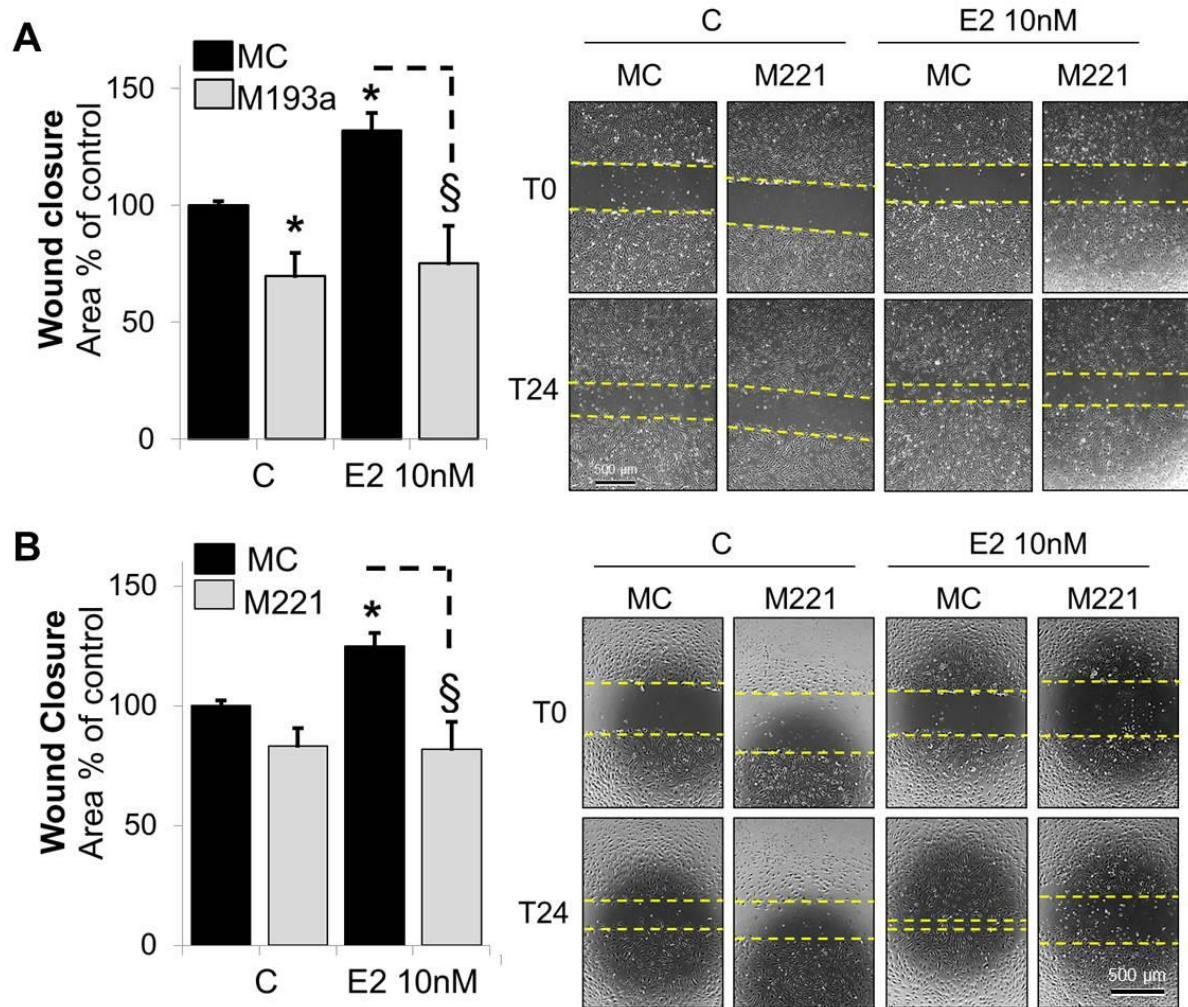 A
MC
M193a
Wound closure
Area % of control
150
100
50
0
*
*
§
C
E2 10nM
C
E2 10nM
MC
M221
MC
M221
T0
T24
500 µm
B
MC
M221
Wound Closure
Area % of control
150
100
50
0
*
§
C
E2 10nM
C
E2 10nM
MC
M221
MC
M221
T0
T24
500 µm